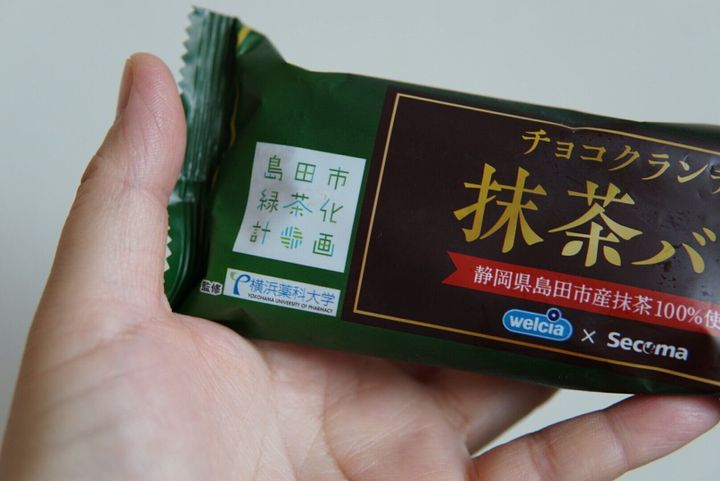 島田市
緑茶化
計画
監修
横浜薬科大学
YOKOHAMA UNIVERSITY OF PHARMACY
チョコクラン
抹茶バ
静岡県島田市産抹茶100%使
welcia × Secoma